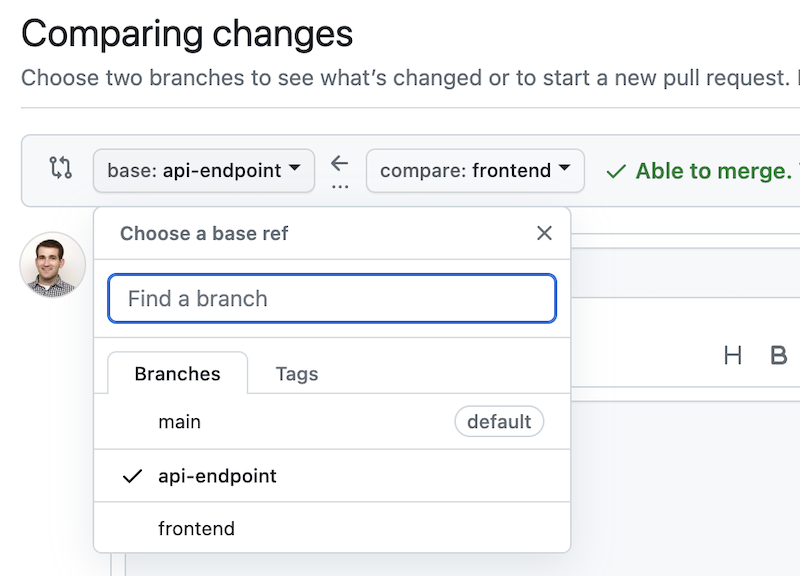 Comparing changes
Choose two branches to see what's changed or to start a new pull request.
base: api-endpoint
compare: frontend
Able to merge.
Choose a base ref
Find a branch
Branches
Tags
H B
main
default
api-endpoint
frontend